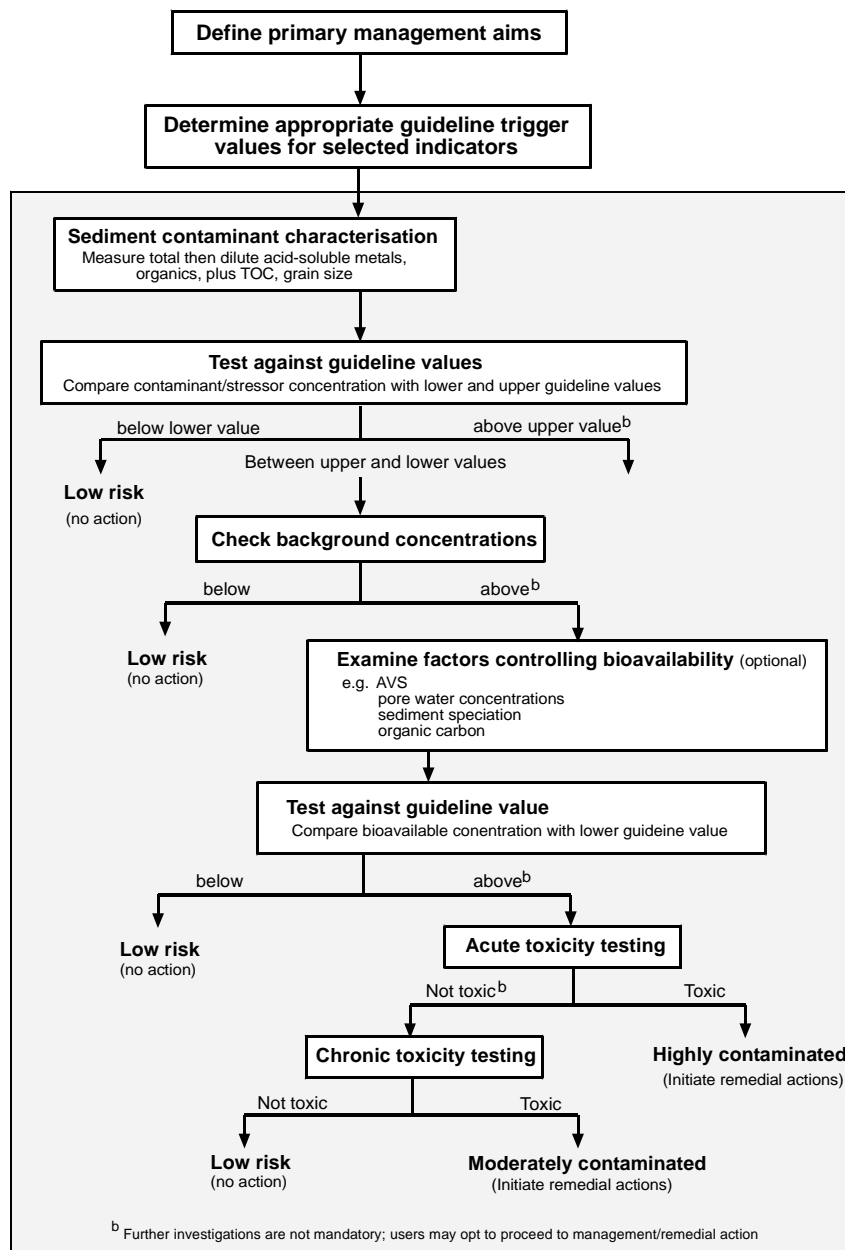 Define primary management aims
Determine appropriate guideline trigger
values for selected indicators
Sediment contaminant characterisation
Measure total then dilute acid-soluble metals,
organics, plus TOC, grain size
Test against guideline values
Compare contaminant/stressor concentration with lower and upper guideline values
below lower value
above upper value b
Between upper and lower values
Low risk
(no action)
Check background concentrations
below
above b
Low risk
(no action)
Examine factors controlling bioavailability (optional)
e.g. AVS
pore water concentrations
sediment speciation
organic carbon
Test against guideline value
Compare bioavailable conentration with lower guideine value
below
above b
Low risk
(no action)
Acute toxicity testing
Not toxic b
Toxic
Chronic toxicity testing
Highly contaminated
(Initiate remedial actions)
Not toxic
Toxic
Low risk
(no action)
Moderately contaminated
(Initiate remedial actions)
b Further investigations are not mandatory; users may opt to proceed to management/remedial action